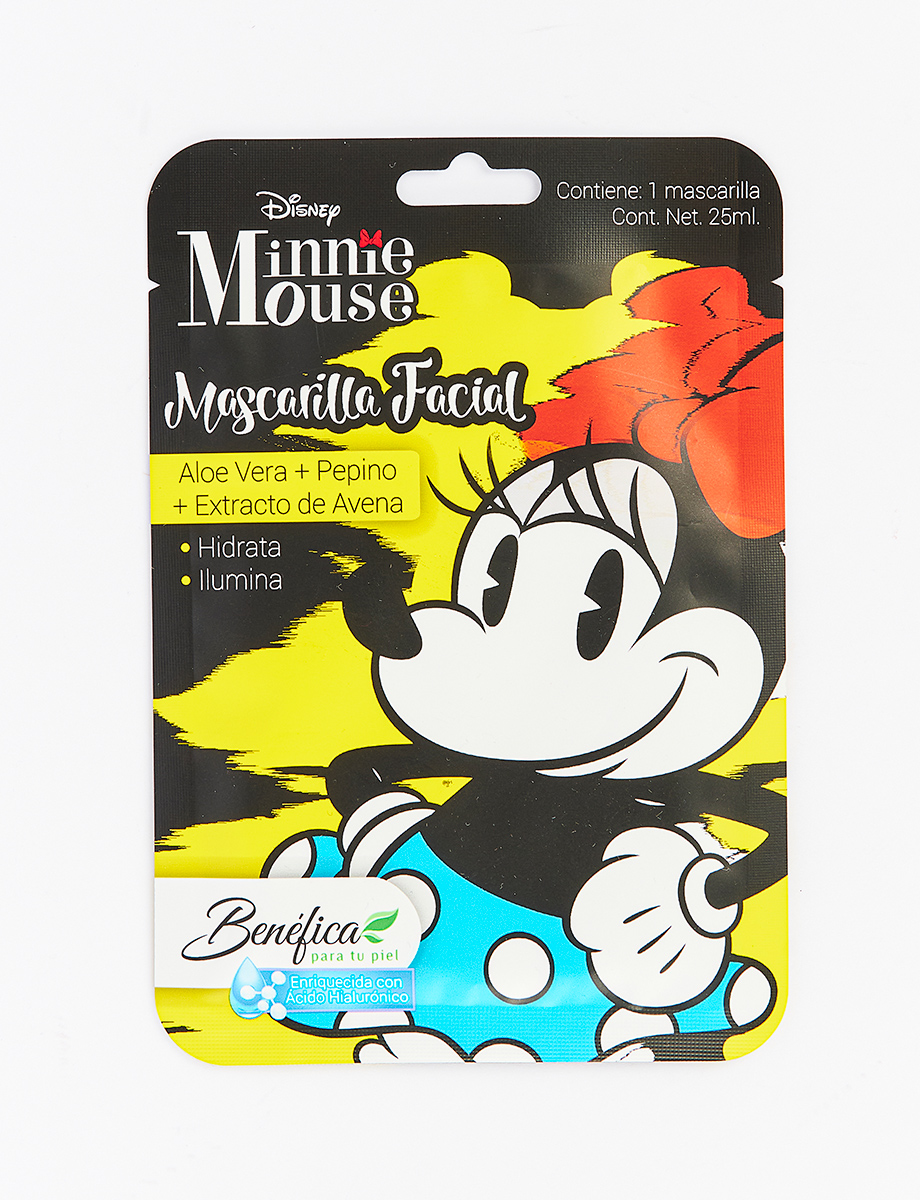 Contiene: 1 mascarilla
Cont. Net. 25ml.
Disney
Minnie
Mouse
Mascarilla Facial
Aloe Vera + Pepino
+ Extracto de Avena
• Hidrata
• Ilumina
Benéfica
para tu piel
Enriquecida con
Ácido Hialurónico